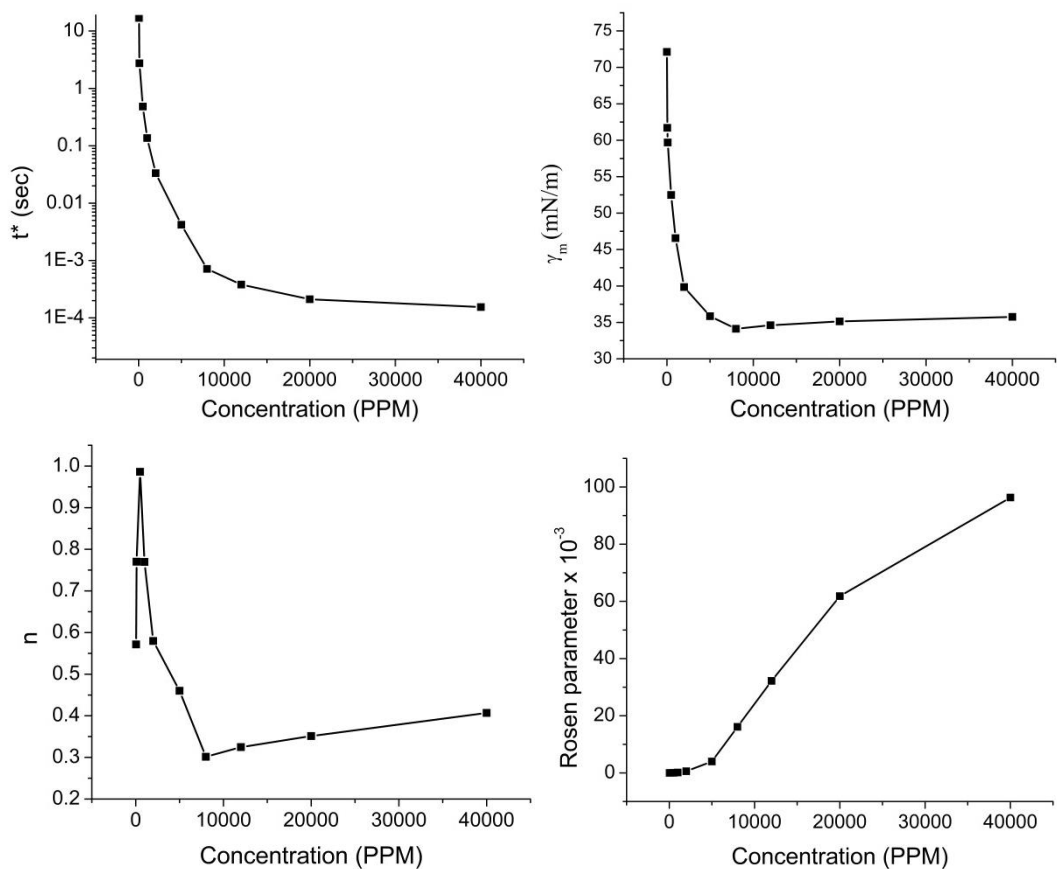 10
1
0.1
0.01
1E-3
1E-4
t* (sec)
0 10000 20000 30000 40000
Concentration (PPM)
75
70
65
60
55
50
45
40
35
30
γm (mN/m)
0 10000 20000 30000 40000
Concentration (PPM)
1.0
0.9
0.8
0.7
0.6
0.5
0.4
0.3
0.2
n
0 10000 20000 30000 40000
Concentration (PPM)
100
80
60
40
20
0
Rosen parameter x 10⁻³
0 10000 20000 30000 40000
Concentration (PPM)